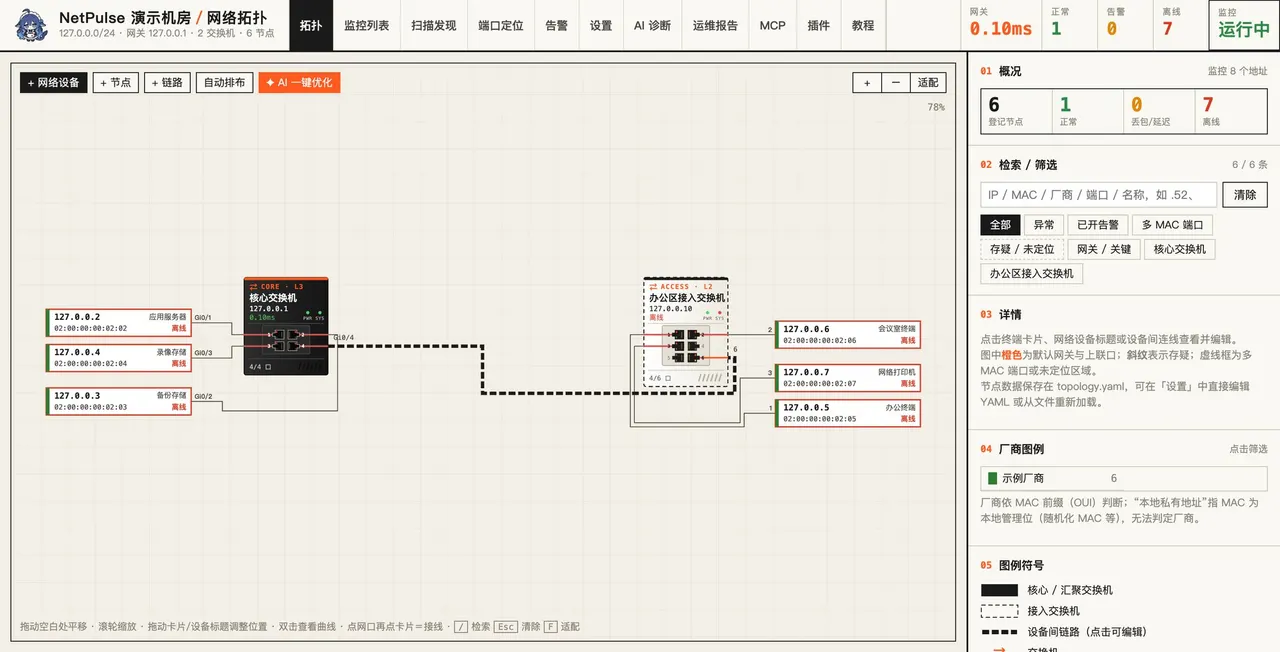 NetPulse 演示机房 / 网络拓扑
127.0.0.0/24 · 网关 127.0.0.1 · 2 交换机 · 6 节点
拓扑 监控列表 扫描发现 端口定位 告警 设置 AI 诊断 运维报告 MCP 插件 教程
网关 0.10ms
正常 1
告警 0
离线 7
监控 运行中
+ 网络设备 + 节点 + 链路 自动排布 ✦ AI 一键优化
+ − 适配
78%
127.0.0.2 应用服务器
02:00:00:00:02:02 离线
Gi0/1
127.0.0.4 录像存储
02:00:00:00:02:04 离线
Gi0/3
127.0.0.3 备份存储
02:00:00:00:02:03 离线
Gi0/2
CORE · L3
核心交换机
127.0.0.1
0.10ms
PWR SYS
1 2
3 4
4/4 口
Gi0/4
ACCESS · L2
办公区接入交换机
127.0.0.10
离线
PWR SYS
4/6 口
6
2
127.0.0.6 会议室终端
02:00:00:00:02:06 离线
3
127.0.0.7 网络打印机
02:00:00:00:02:07 离线
1
127.0.0.5 办公终端
02:00:00:00:02:05 离线
拖动空白处平移 · 滚轮缩放 · 拖动卡片/设备标题调整位置 · 双击查看曲线 · 点网口再点卡片=接线 · / 检索 Esc 清除 F 适配
01 概况 监控 8 个地址
6 登记节点
1 正常
0 丢包/延迟
7 离线
02 检索 / 筛选 6 / 6 条
IP / MAC / 厂商 / 端口 / 名称，如 .52、
清除
全部 异常 已开告警 多 MAC 端口
存疑 / 未定位 网关 / 关键 核心交换机
办公区接入交换机
03 详情
点击终端卡片、网络设备标题或设备间连线查看并编辑。
图中橙色为默认网关与上联口；斜纹表示存疑；虚线框为多
MAC 端口或未定位区域。
节点数据保存在 topology.yaml，可在「设置」中直接编辑
YAML 或从文件重新加载。
04 厂商图例 点击筛选
示例厂商 6
厂商依 MAC 前缀（OUI）判断；“本地私有地址”指 MAC 为
本地管理位（随机化 MAC 等），无法判定厂商。
05 图例符号
核心 / 汇聚交换机
接入交换机
设备间链路（点击可编辑）